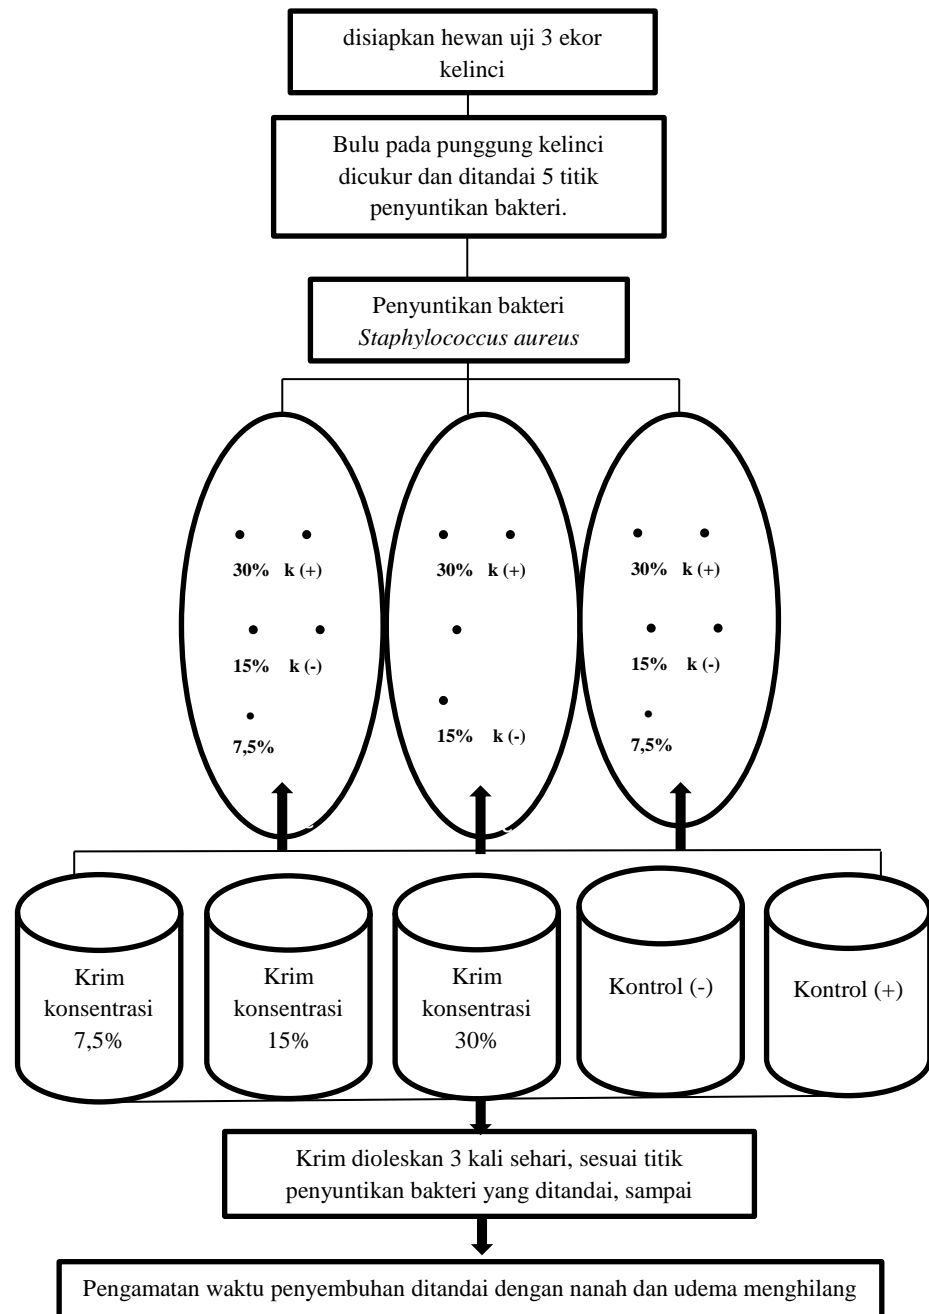 disiapkan hewan uji 3 ekor
kelinci
Bulu pada punggung kelinci
dicukur dan ditandai 5 titik
penyuntikan bakteri.
Penyuntikan bakteri
Staphylococcus aureus
30% k (+)
15% k (-)
7,5%
30% k (+)
15% k (-)
30% k (+)
15% k (-)
7,5%
Krim
konsentrasi
7,5%
Krim
konsentrasi
15%
Krim
konsentrasi
30%
Kontrol (-)
Kontrol (+)
Krim dioleskan 3 kali sehari, sesuai titik
penyuntikan bakteri yang ditandai, sampai
Pengamatan waktu penyembuhan ditandai dengan nanah dan udema menghilang